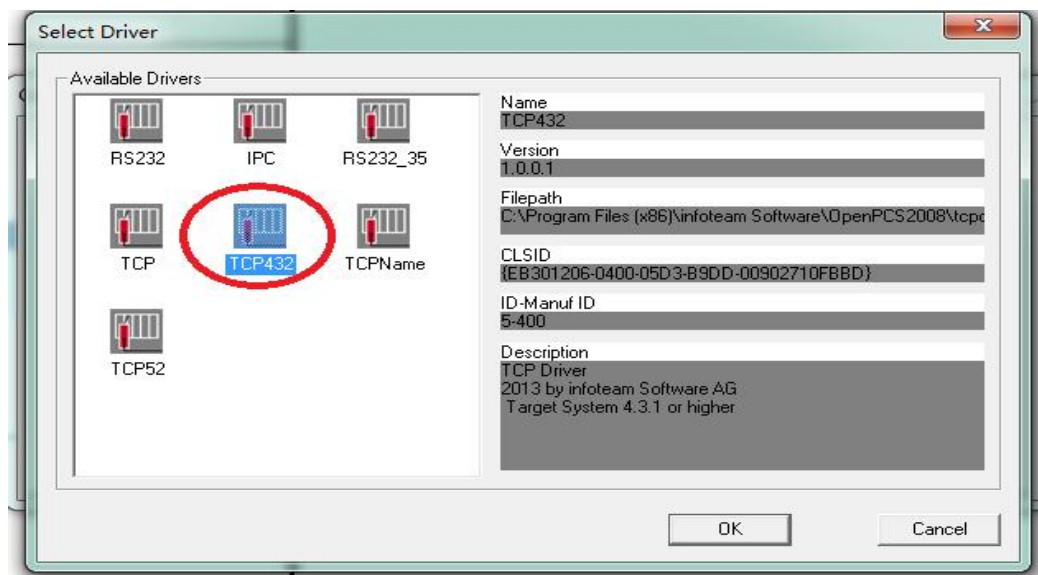 Select Driver
Available Drivers
RS232 IPC RS232_35
TCP TCP432 TCPName
TCP52
Name
TCP432
Version
1.0.0.1
Filepath
C:\Program Files (x86)\infoteam Software\OpenPCS2008\tcpd
CLSID
{EB301206-0400-05D3-B9DD-00902710FBBD}
ID-Manuf ID
5-400
Description
TCP Driver
2013 by infoteam Software AG
Target System 4.3.1 or higher
OK Cancel